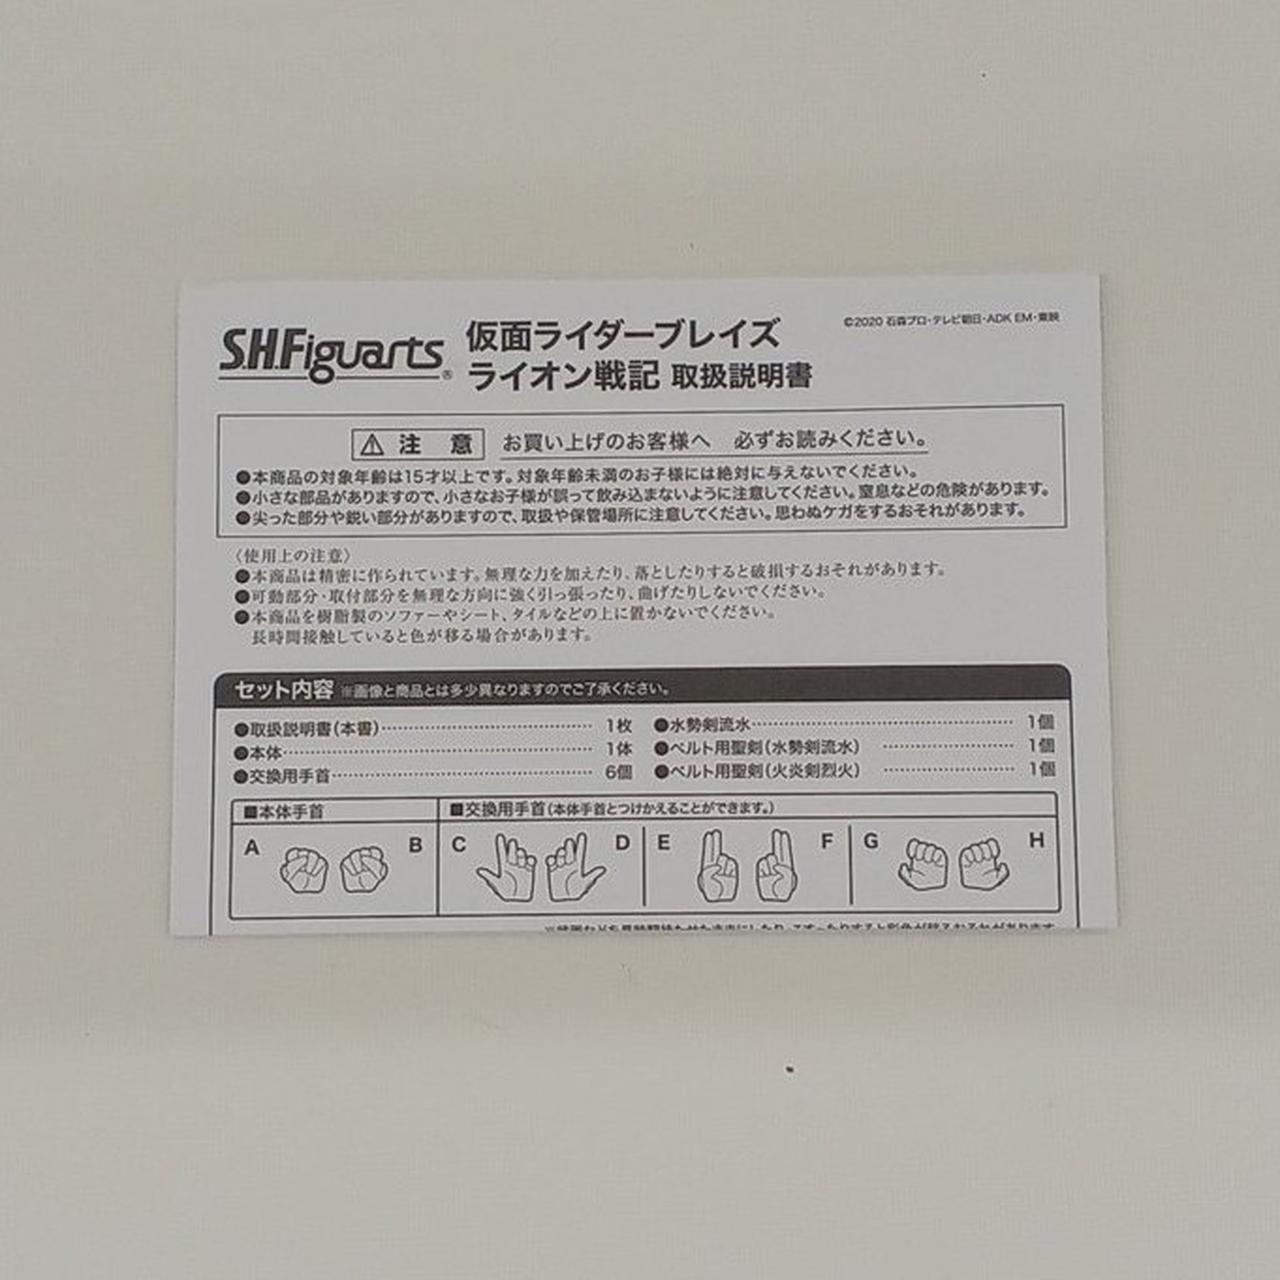 S.H.Figuarts®
仮面ライダーブレイズ
ライオン戦記 取扱説明書
©2020 石森プロ・テレビ朝日・ADK EM・東映
⚠ 注 意 お買い上げのお客様へ 必ずお読みください。
●本商品の対象年齢は15才以上です。対象年齢未満のお子様には絶対に与えないでください。
●小さな部品がありますので、小さなお子様が誤って飲み込まないように注意してください。窒息などの危険があります。
●尖った部分や鋭い部分がありますので、取扱や保管場所に注意してください。思わぬケガをするおそれがあります。
〈使用上の注意〉
●本商品は精密に作られています。無理な力を加えたり、落としたりすると破損するおそれがあります。
●可動部分・取付部分を無理な方向に強く引っ張ったり、曲げたりしないでください。
●本商品を樹脂製のソファーやシート、タイルなどの上に置かないでください。
長時間接触していると色が移る場合があります。
セット内容 ※画像と商品とは多少異なりますのでご了承ください。
●取扱説明書(本書)……………………1枚
●本体……………………1体
●交換用手首……………………6個
●水勢剣流水……………………1個
●ベルト用聖剣(水勢剣流水) ……………1個
●ベルト用聖剣(火炎剣烈火) ……………1個
■本体手首
■交換用手首(本体手首とつけかえることができます。)
A B C D E F G H